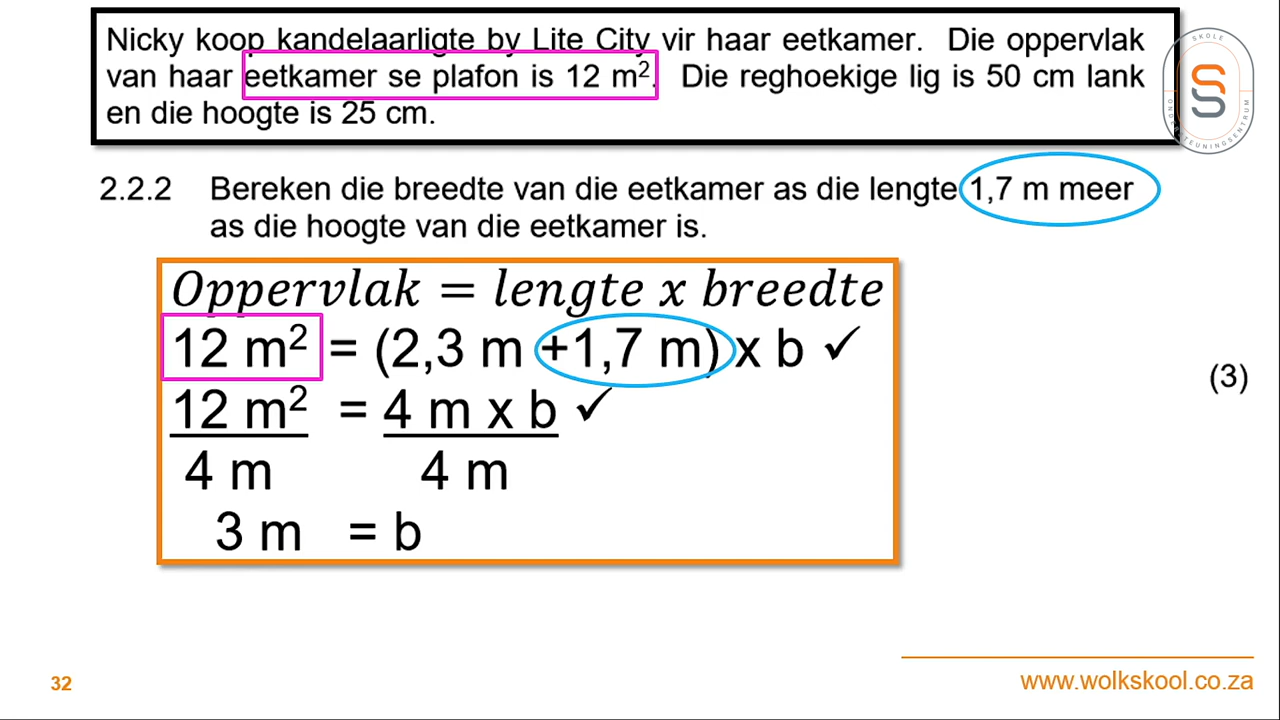 Nicky koop kandelaarligte by Lite City vir haar eetkamer. Die oppervlak
van haar eetkamer se plafon is 12 m². Die reghoekige lig is 50 cm lank
en die hoogte is 25 cm.
SKOLE
ONDERSTEUNINGSENTRUM
2.2.2 Bereken die breedte van die eetkamer as die lengte 1,7 m meer
as die hoogte van die eetkamer is.
Oppervlak = lengte x breedte
12 m² = (2,3 m +1,7 m) x b ✓
12 m² = 4 m x b ✓
4 m 4 m
3 m = b
(3)
32
www.wolkskool.co.za